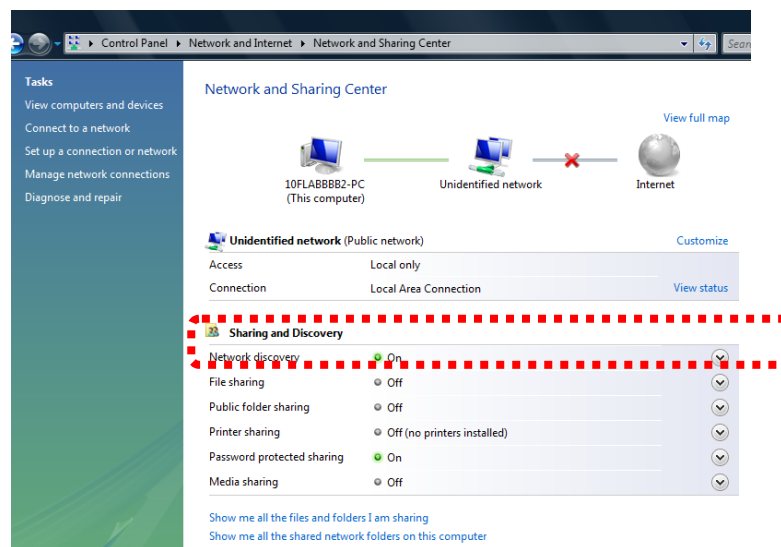 Control Panel ▸ Network and Internet ▸ Network and Sharing Center
Tasks
View computers and devices
Connect to a network
Set up a connection or network
Manage network connections
Diagnose and repair
Network and Sharing Center
View full map
10FLABBBB2-PC
(This computer)
Unidentified network
Internet
Unidentified network (Public network) Customize
Access Local only
Connection Local Area Connection View status
Sharing and Discovery
Network discovery On
File sharing Off
Public folder sharing Off
Printer sharing Off (no printers installed)
Password protected sharing On
Media sharing Off
Show me all the files and folders I am sharing
Show me all the shared network folders on this computer